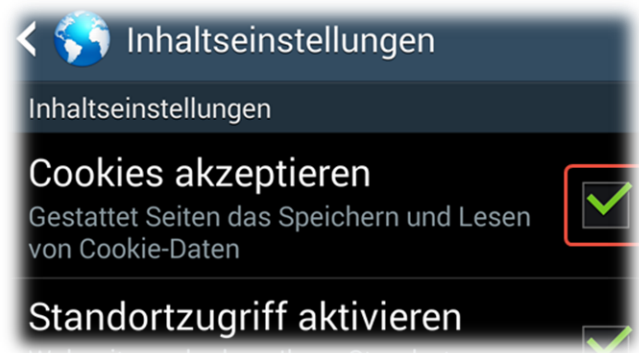 Inhaltseinstellungen
Inhaltseinstellungen
Cookies akzeptieren
Gestattet Seiten das Speichern und Lesen
von Cookie-Daten
Standortzugriff aktivieren